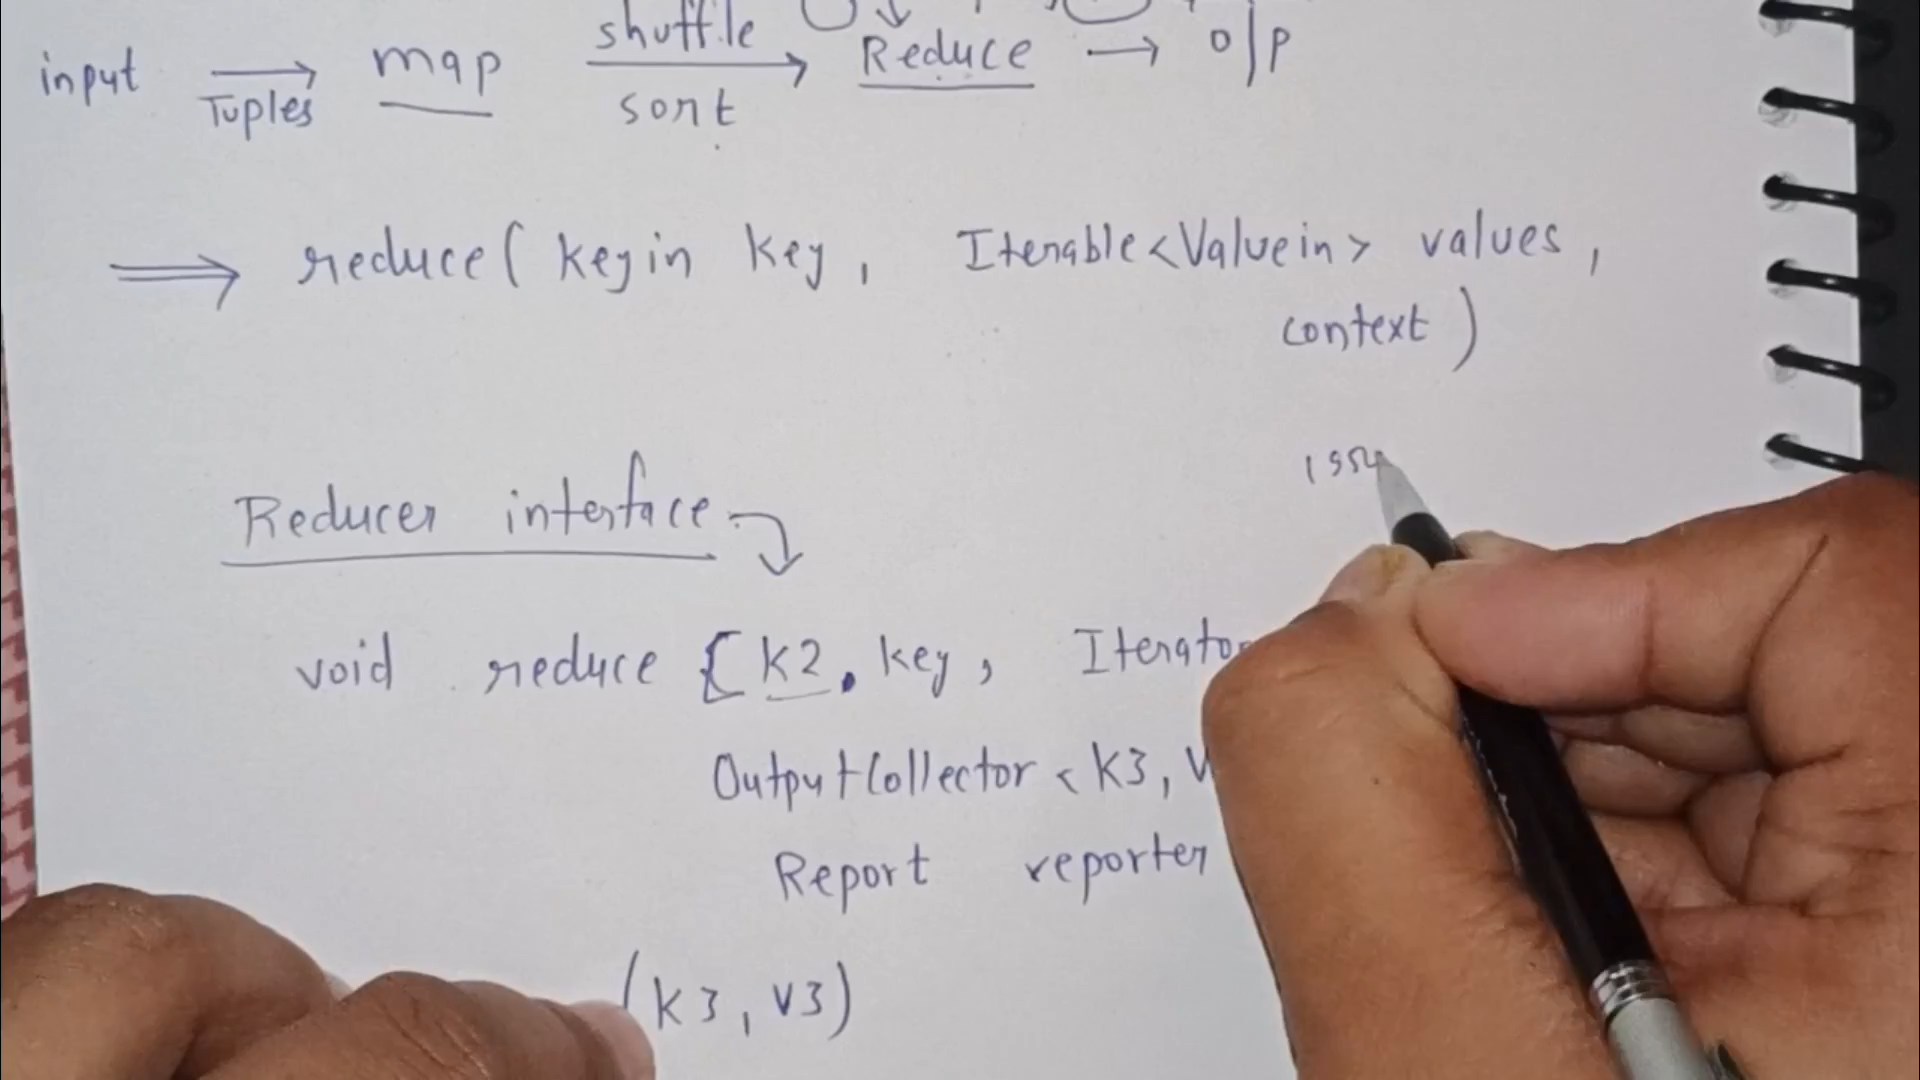 input → Tuples map shuffle → sort Reduce → o/p
⇒ reduce( keyin key, Iterable<Valuein> values,
context)
Reducer interface
void reduce { K2. key,
OutputCollector < K3,
Report reporter
(K3, V3)